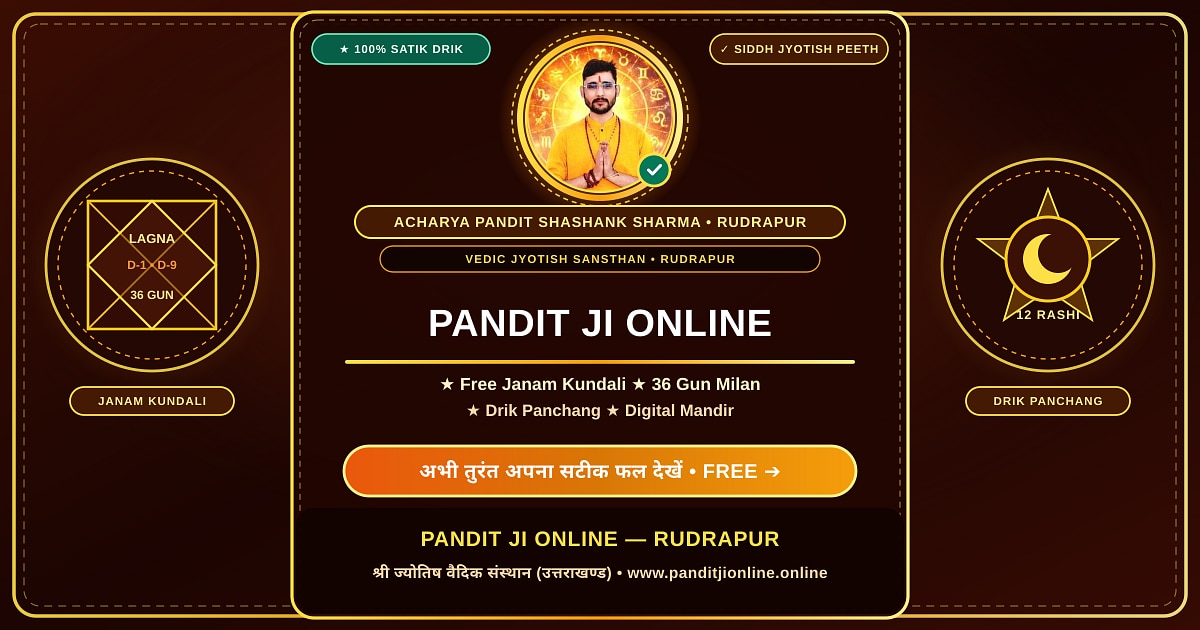 ★ 100% SATIK DRIK
✓ SIDDH JYOTISH PEETH
ACHARYA PANDIT SHASHANK SHARMA • RUDRAPUR
VEDIC JYOTISH SANSTHAN • RUDRAPUR
LAGNA
D-1 • D-9
36 GUN
JANAM KUNDALI
PANDIT JI ONLINE
★ Free Janam Kundali ★ 36 Gun Milan
★ Drik Panchang ★ Digital Mandir
12 RASHI
DRIK PANCHANG
अभी तुरंत अपना सटीक फल देखें • FREE ➔
PANDIT JI ONLINE — RUDRAPUR
श्री ज्योतिष वैदिक संस्थान (उत्तराखण्ड) • www.panditjionline.online